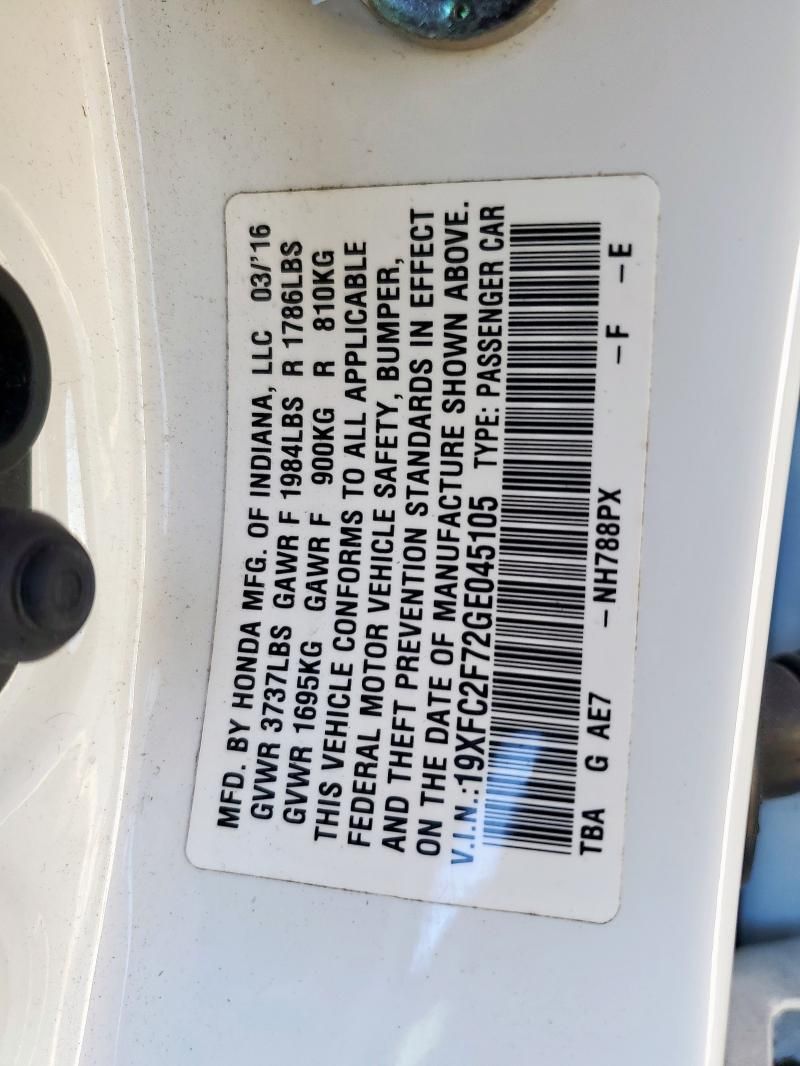 MFD. BY HONDA MFG. OF INDIANA, LLC 03/'16
GVWR 3737LBS GAWR F 1984LBS R 1786LBS
GVWR 1695KG GAWR F 900KG R 810KG
THIS VEHICLE CONFORMS TO ALL APPLICABLE
FEDERAL MOTOR VEHICLE SAFETY, BUMPER,
AND THEFT PREVENTION STANDARDS IN EFFECT
ON THE DATE OF MANUFACTURE SHOWN ABOVE.
V.I.N.:19XFC2F72GE045105 TYPE: PASSENGER CAR
TBA G AE7 –NH788PX –F –E